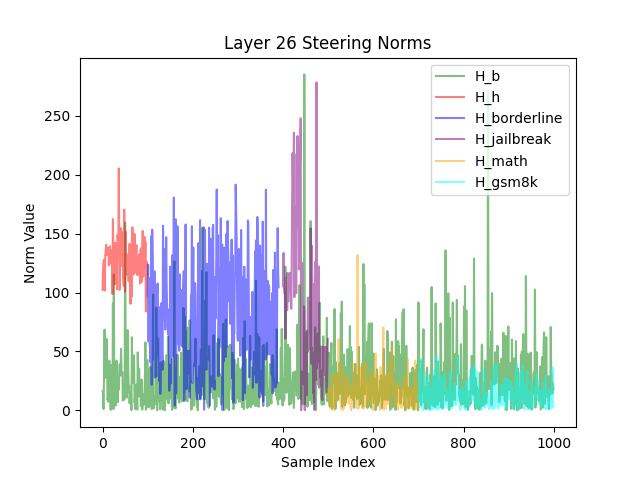 Layer 26 Steering Norms
H_b
H_h
H_borderline
H_jailbreak
H_math
H_gsm8k
Norm Value
250
200
150
100
50
0
0 200 400 600 800 1000
Sample Index